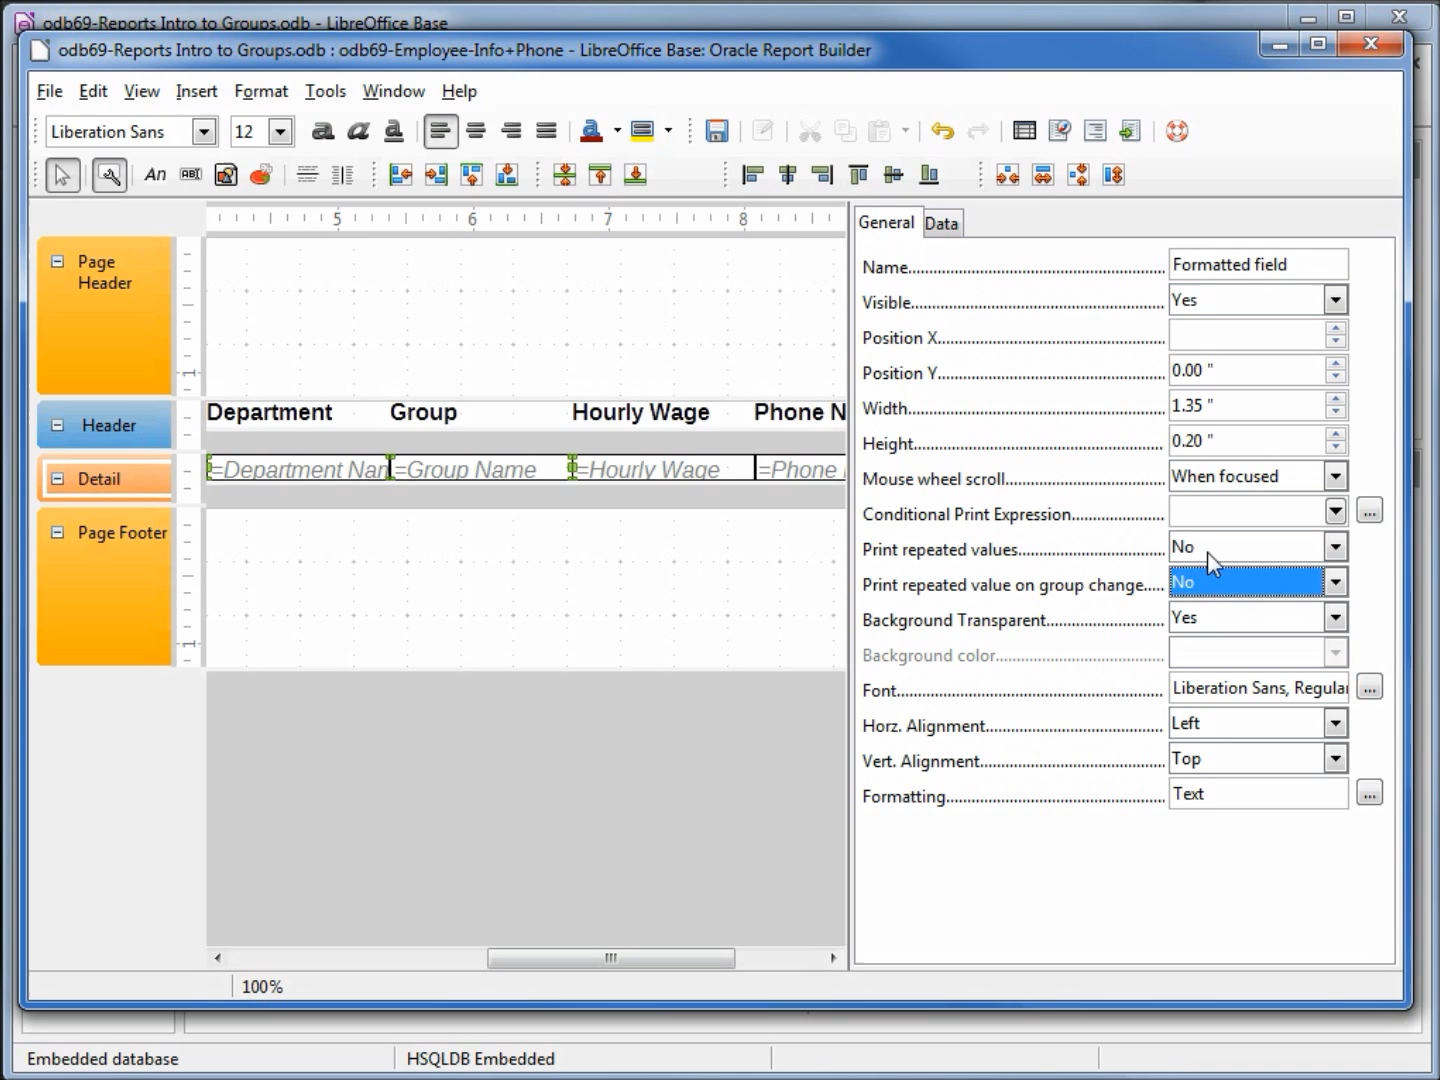 odb69-Reports Intro to Groups.odb - LibreOffice Base
odb69-Reports Intro to Groups.odb : odb69-Employee-Info+Phone - LibreOffice Base: Oracle Report Builder
File Edit View Insert Format Tools Window Help
Liberation Sans 12
5 6 7 8
General Data
Page Header
1
Header
Department Group Hourly Wage Phone N
Detail
=Department Nan =Group Name =Hourly Wage =Phone
Page Footer
1
Name Formatted field
Visible Yes
Position X
Position Y 0.00 "
Width 1.35 "
Height 0.20 "
Mouse wheel scroll When focused
Conditional Print Expression ...
Print repeated values No
Print repeated value on group change No
Background Transparent Yes
Background color
Font Liberation Sans, Regular ...
Horz. Alignment Left
Vert. Alignment Top
Formatting Text ...
100%
Embedded database HSQLDB Embedded